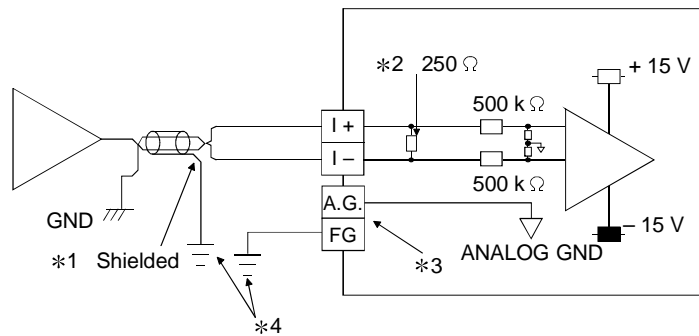 + 15 V
*2 250 Ω
500 k Ω
I +
I −
500 k Ω
A.G.
GND
FG
− 15 V
*1 Shielded
*3
ANALOG GND
*4